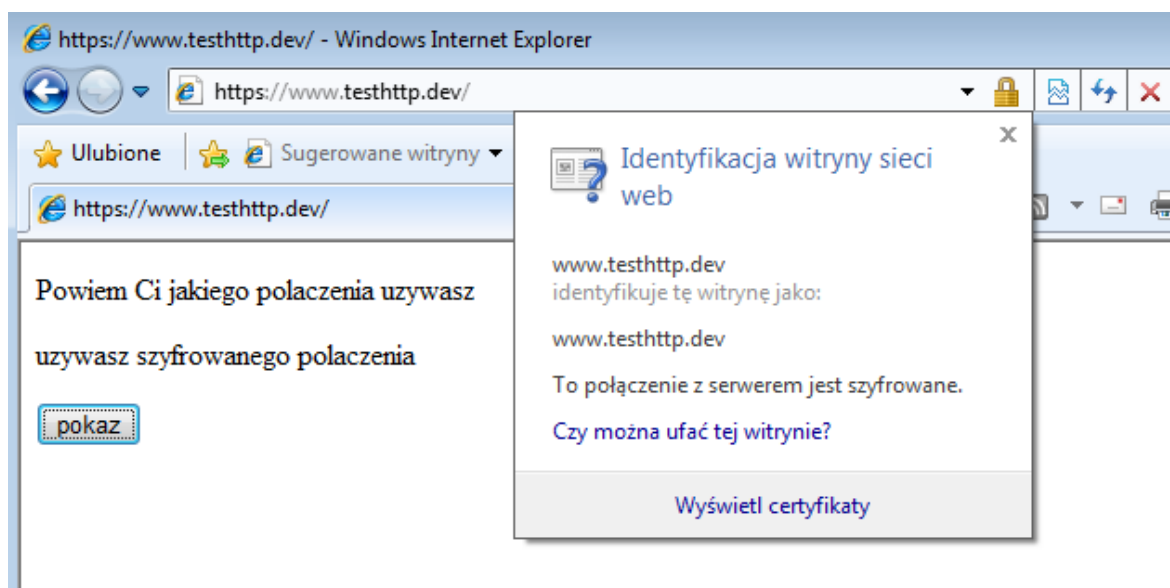 https://www.testhttp.dev/ - Windows Internet Explorer
https://www.testhttp.dev/
Ulubione
Sugerowane witryny
https://www.testhttp.dev/
Identyfikacja witryny sieci
web
www.testhttp.dev
identyfikuje tę witrynę jako:
www.testhttp.dev
To połączenie z serwerem jest szyfrowane.
Czy można ufać tej witrynie?
Wyświetl certyfikaty
Powiem Ci jakiego polaczenia uzywasz
uzywasz szyfrowanego polaczenia
pokaz